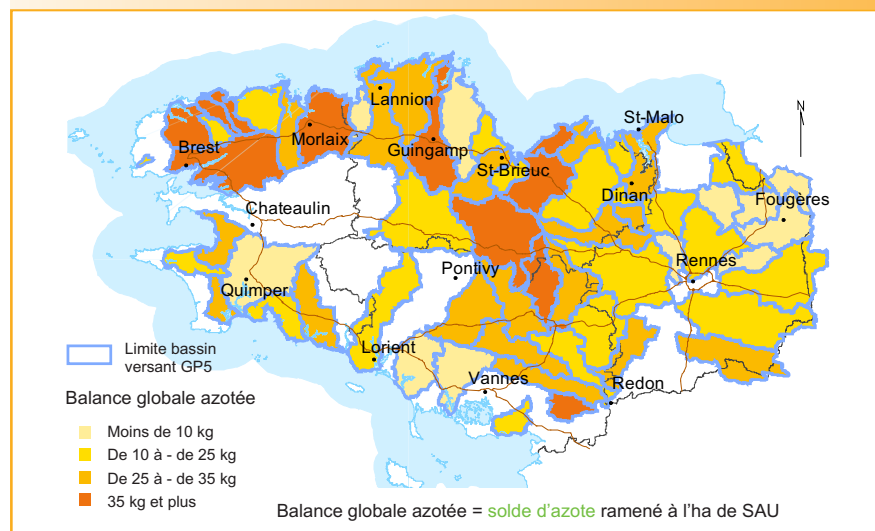 Lannion
St-Malo
N
Morlaix
Brest
Guingamp
St-Brieuc
Dinan
Fougères
Chateaulin
Rennes
Pontivy
Quimper
Lorient
Vannes
Redon
Limite bassin
versant GP5
Balance globale azotée
Moins de 10 kg
De 10 à - de 25 kg
De 25 à - de 35 kg
35 kg et plus
Balance globale azotée = solde d'azote ramené à l'ha de SAU